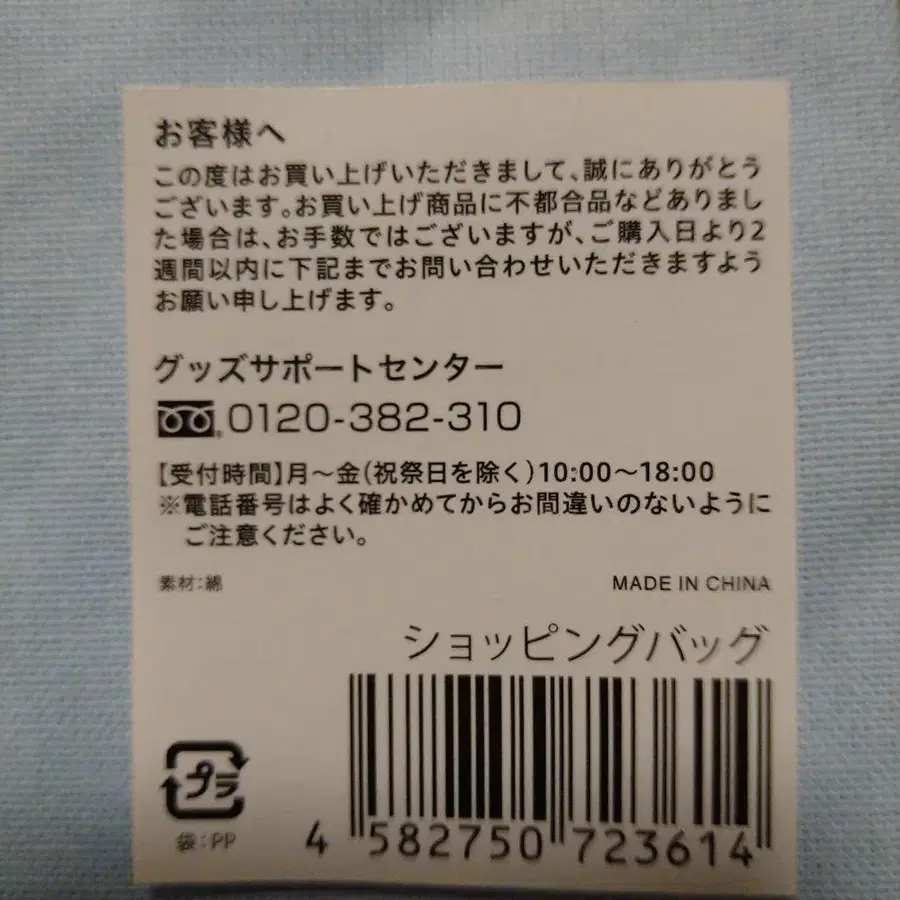 お客様へ
この度はお買い上げいただきまして、誠にありがとう
ございます。お買い上げ商品に不都合品などありまし
た場合は、お手数ではございますが、ご購入日より2
週間以内に下記までお問い合わせいただきますよう
お願い申し上げます。
グッズサポートセンター
0120-382-310
【受付時間】月～金(祝祭日を除く)10:00～18:00
※電話番号はよく確かめてからお間違いのないように
ご注意ください。
素材:綿
MADE IN CHINA
ショッピングバッグ
プラ
袋:PP
4 582750 723614